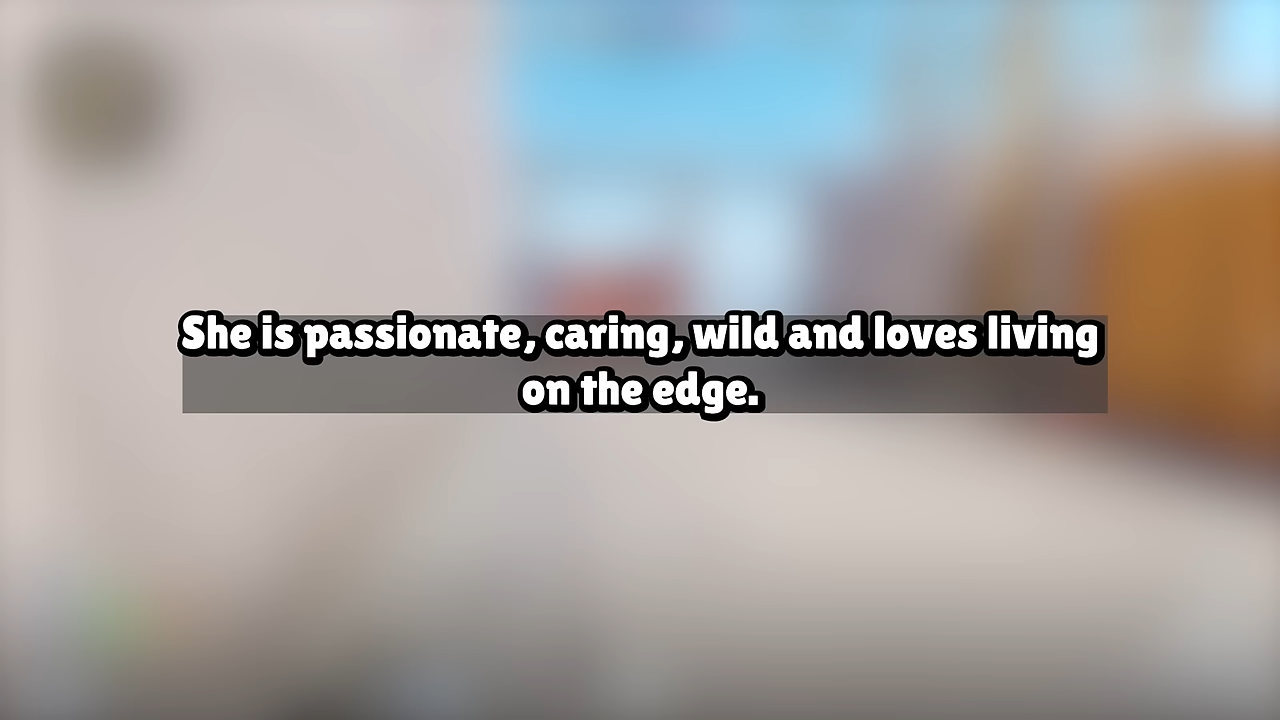 She is passionate, caring, wild and loves living
on the edge.